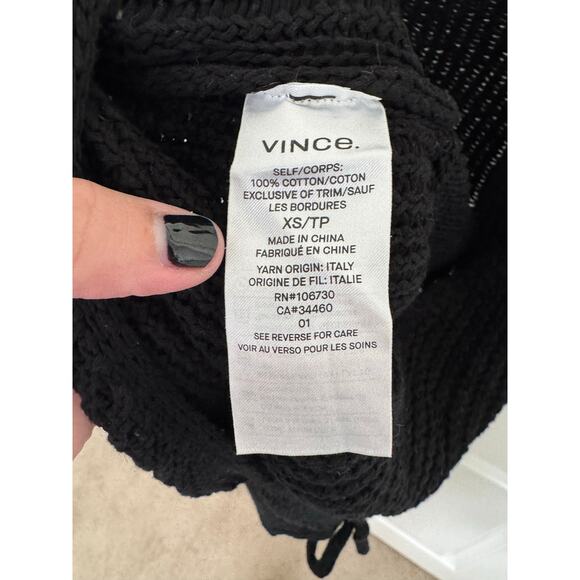 VINCe.
SELF/CORPS:
100% COTTON/COTON
EXCLUSIVE OF TRIM/SAUF
LES BORDURES
XS/TP
MADE IN CHINA
FABRIQUÉ EN CHINE
YARN ORIGIN: ITALY
ORIGINE DE FIL: ITALIE
RN#106730
CA#34460
01
SEE REVERSE FOR CARE
VOIR AU VERSO POUR LES SOINS